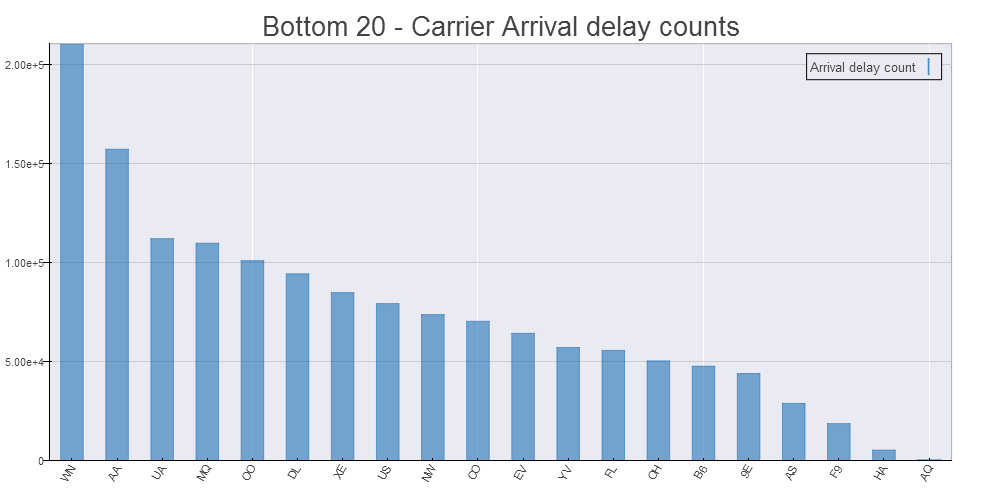 Bottom 20 - Carrier Arrival delay counts
Arrival delay count
2.00e+5
1.50e+5
1.00e+5
5.00e+4
0
WN AA UA MQ OO DL XE US NW CO EV YV FL OH B6 9E AS F9 HA AQ